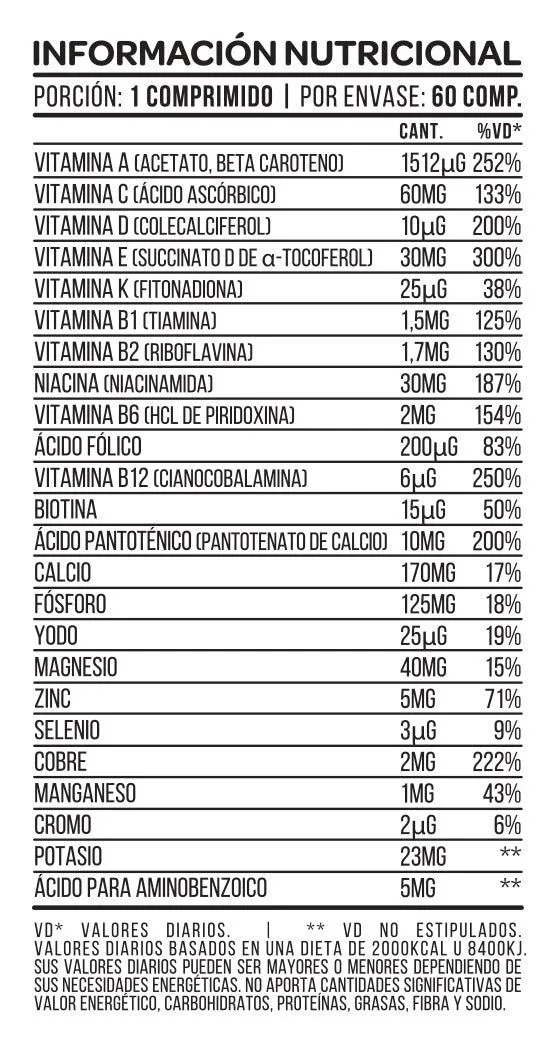 INFORMACIÓN NUTRICIONAL
PORCIÓN: 1 COMPRIMIDO | POR ENVASE: 60 COMP.
CANT. %VD*
VITAMINA A (ACETATO, BETA CAROTENO) 1512µG 252%
VITAMINA C (ÁCIDO ASCÓRBICO) 60MG 133%
VITAMINA D (COLECALCIFEROL) 10µG 200%
VITAMINA E (SUCCINATO D DE α-TOCOFEROL) 30MG 300%
VITAMINA K (FITONADIONA) 25µG 38%
VITAMINA B1 (TIAMINA) 1,5MG 125%
VITAMINA B2 (RIBOFLAVINA) 1,7MG 130%
NIACINA (NIACINAMIDA) 30MG 187%
VITAMINA B6 (HCL DE PIRIDOXINA) 2MG 154%
ÁCIDO FÓLICO 200µG 83%
VITAMINA B12 (CIANOCOBALAMINA) 6µG 250%
BIOTINA 15µG 50%
ÁCIDO PANTOTÉNICO (PANTOTENATO DE CALCIO) 10MG 200%
CALCIO 170MG 17%
FÓSFORO 125MG 18%
YODO 25µG 19%
MAGNESIO 40MG 15%
ZINC 5MG 71%
SELENIO 3µG 9%
COBRE 2MG 222%
MANGANESO 1MG 43%
CROMO 2µG 6%
POTASIO 23MG **
ÁCIDO PARA AMINOBENZOICO 5MG **
VD* VALORES DIARIOS. | ** VD NO ESTIPULADOS.
VALORES DIARIOS BASADOS EN UNA DIETA DE 2000KCAL U 8400KJ.
SUS VALORES DIARIOS PUEDEN SER MAYORES O MENORES DEPENDIENDO DE
SUS NECESIDADES ENERGÉTICAS. NO APORTA CANTIDADES SIGNIFICATIVAS DE
VALOR ENERGÉTICO, CARBOHIDRATOS, PROTEÍNAS, GRASAS, FIBRA Y SODIO.